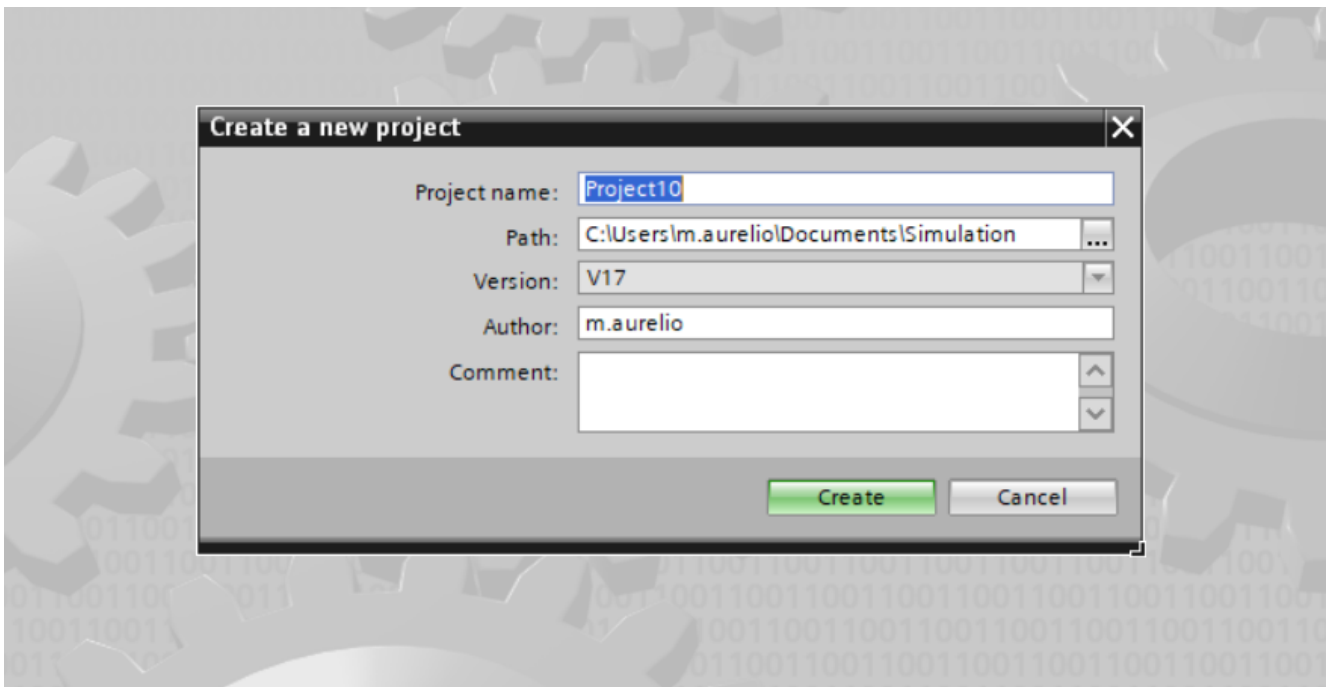 Create a new project
Project name: Project10
Path: C:\Users\m.aurelio\Documents\Simulation ...
Version: V17
Author: m.aurelio
Comment:
Create Cancel